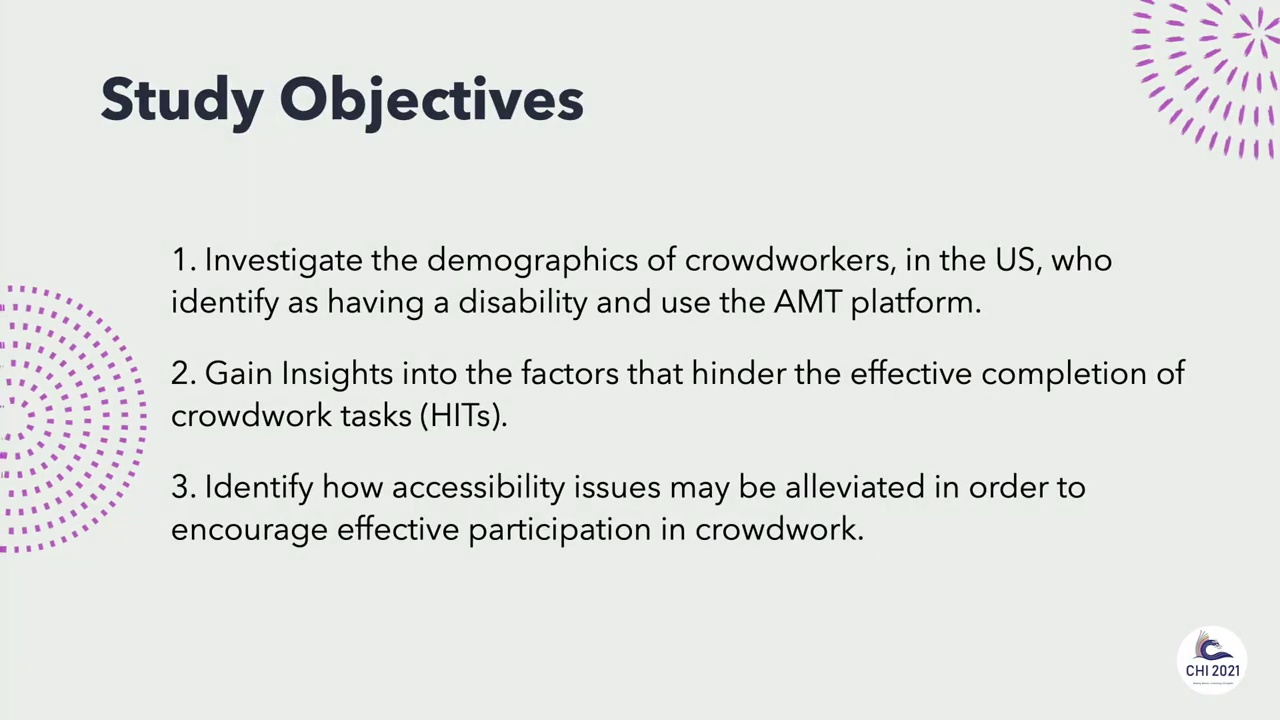 Study Objectives
1. Investigate the demographics of crowdworkers, in the US, who
identify as having a disability and use the AMT platform.
2. Gain Insights into the factors that hinder the effective completion of
crowdwork tasks (HITs).
3. Identify how accessibility issues may be alleviated in order to
encourage effective participation in crowdwork.
CHI 2021